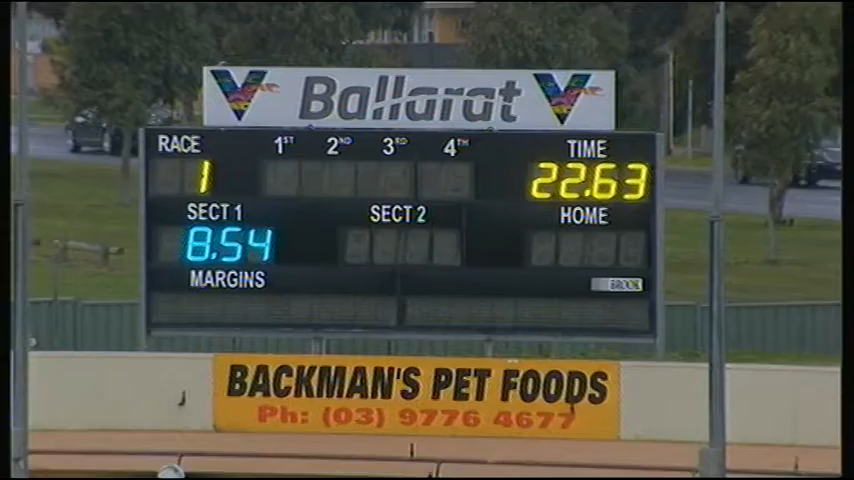 Ballarat
RACE 1ST 2ND 3RD 4TH TIME
1 22.63
SECT 1 SECT 2 HOME
8.54
MARGINS BROOK
BACKMAN'S PET FOODS
Ph: (03) 9776 4677